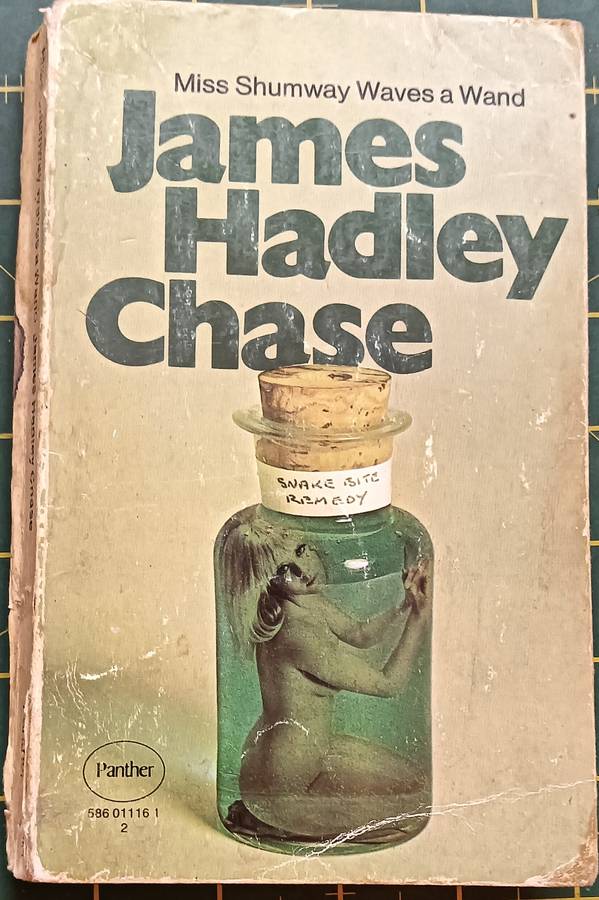 Miss Shumway Waves a Wand
James
Hadley
Chase
SNAKE BITE
REMEDY
Panther
586 01116 1
2